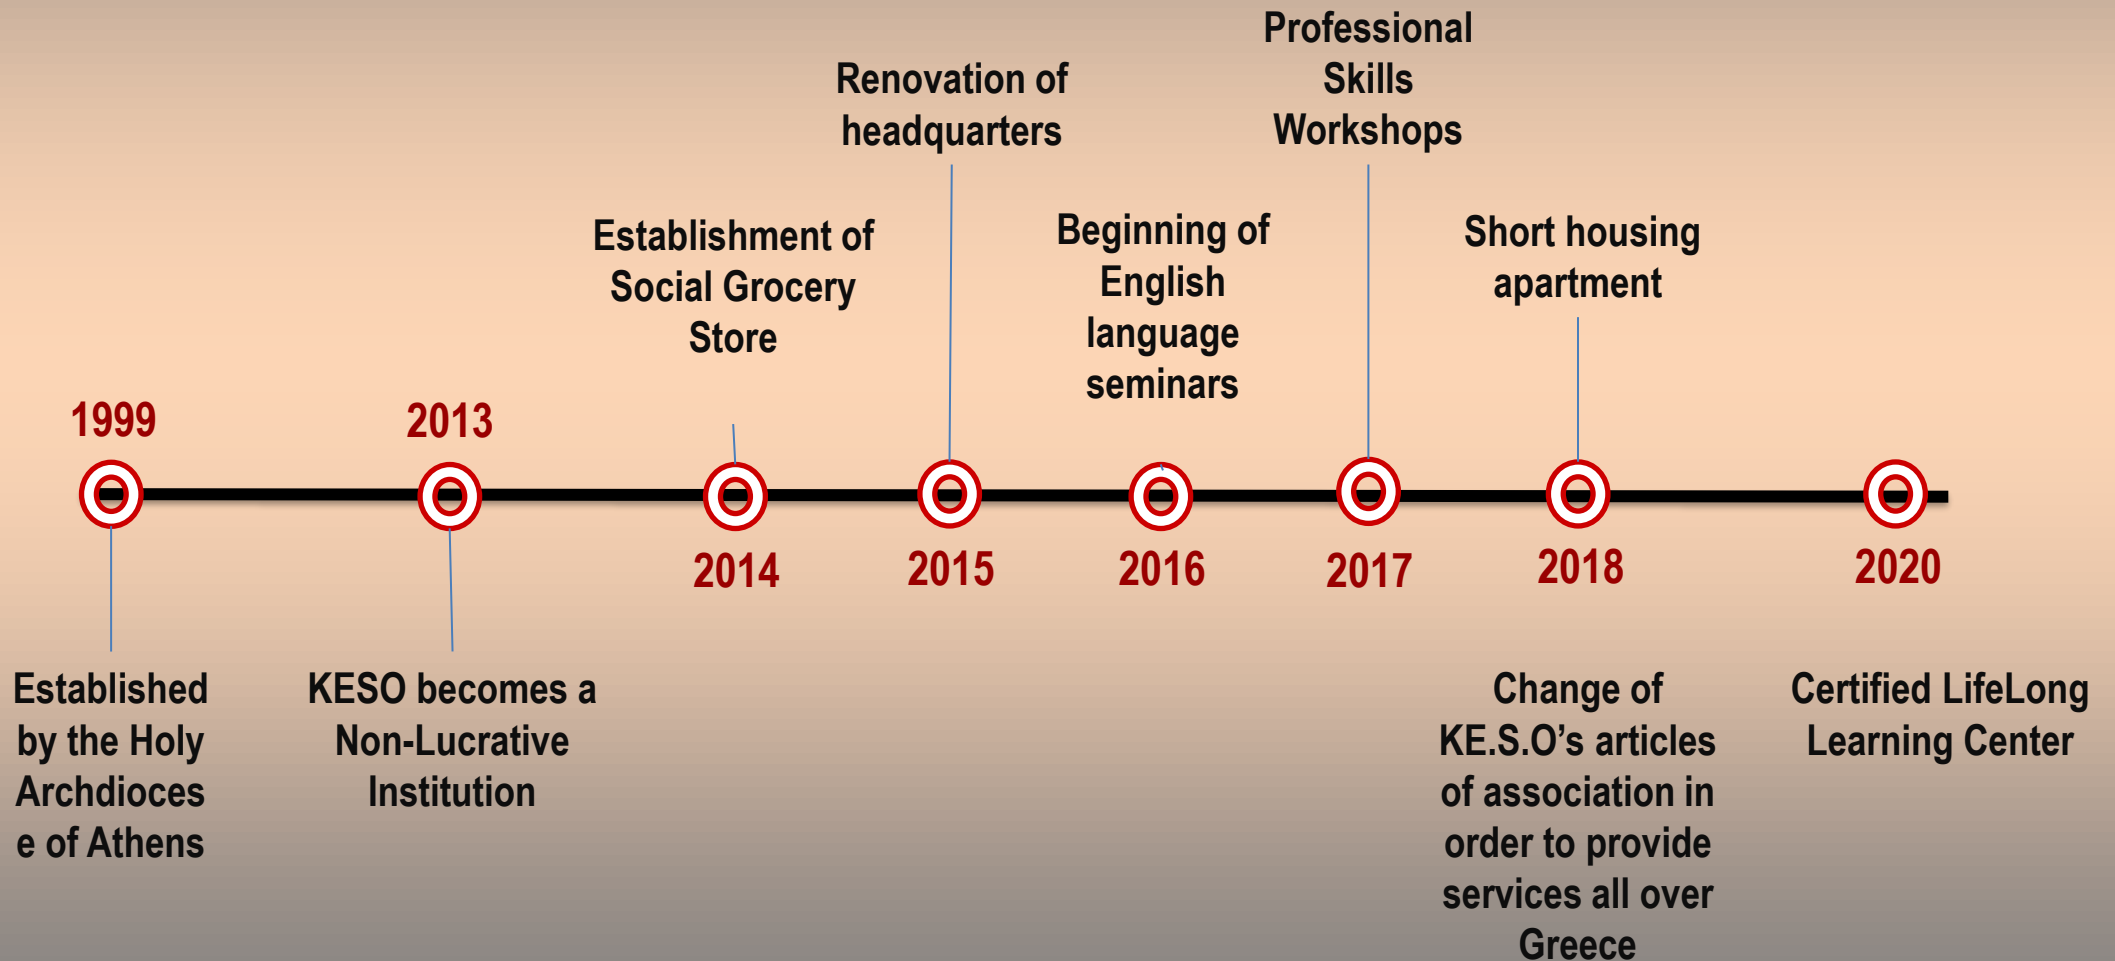 Professional
Skills
Workshops
Renovation of
headquarters
Establishment of
Social Grocery
Store
Beginning of
English
language
seminars
Short housing
apartment
1999
2013
2014
2015
2016
2017
2018
2020
Established
by the Holy
Archdioces
e of Athens
KESO becomes a
Non-Lucrative
Institution
Change of
KE.S.O’s articles
of association in
order to provide
services all over
Greece
Certified LifeLong
Learning Center